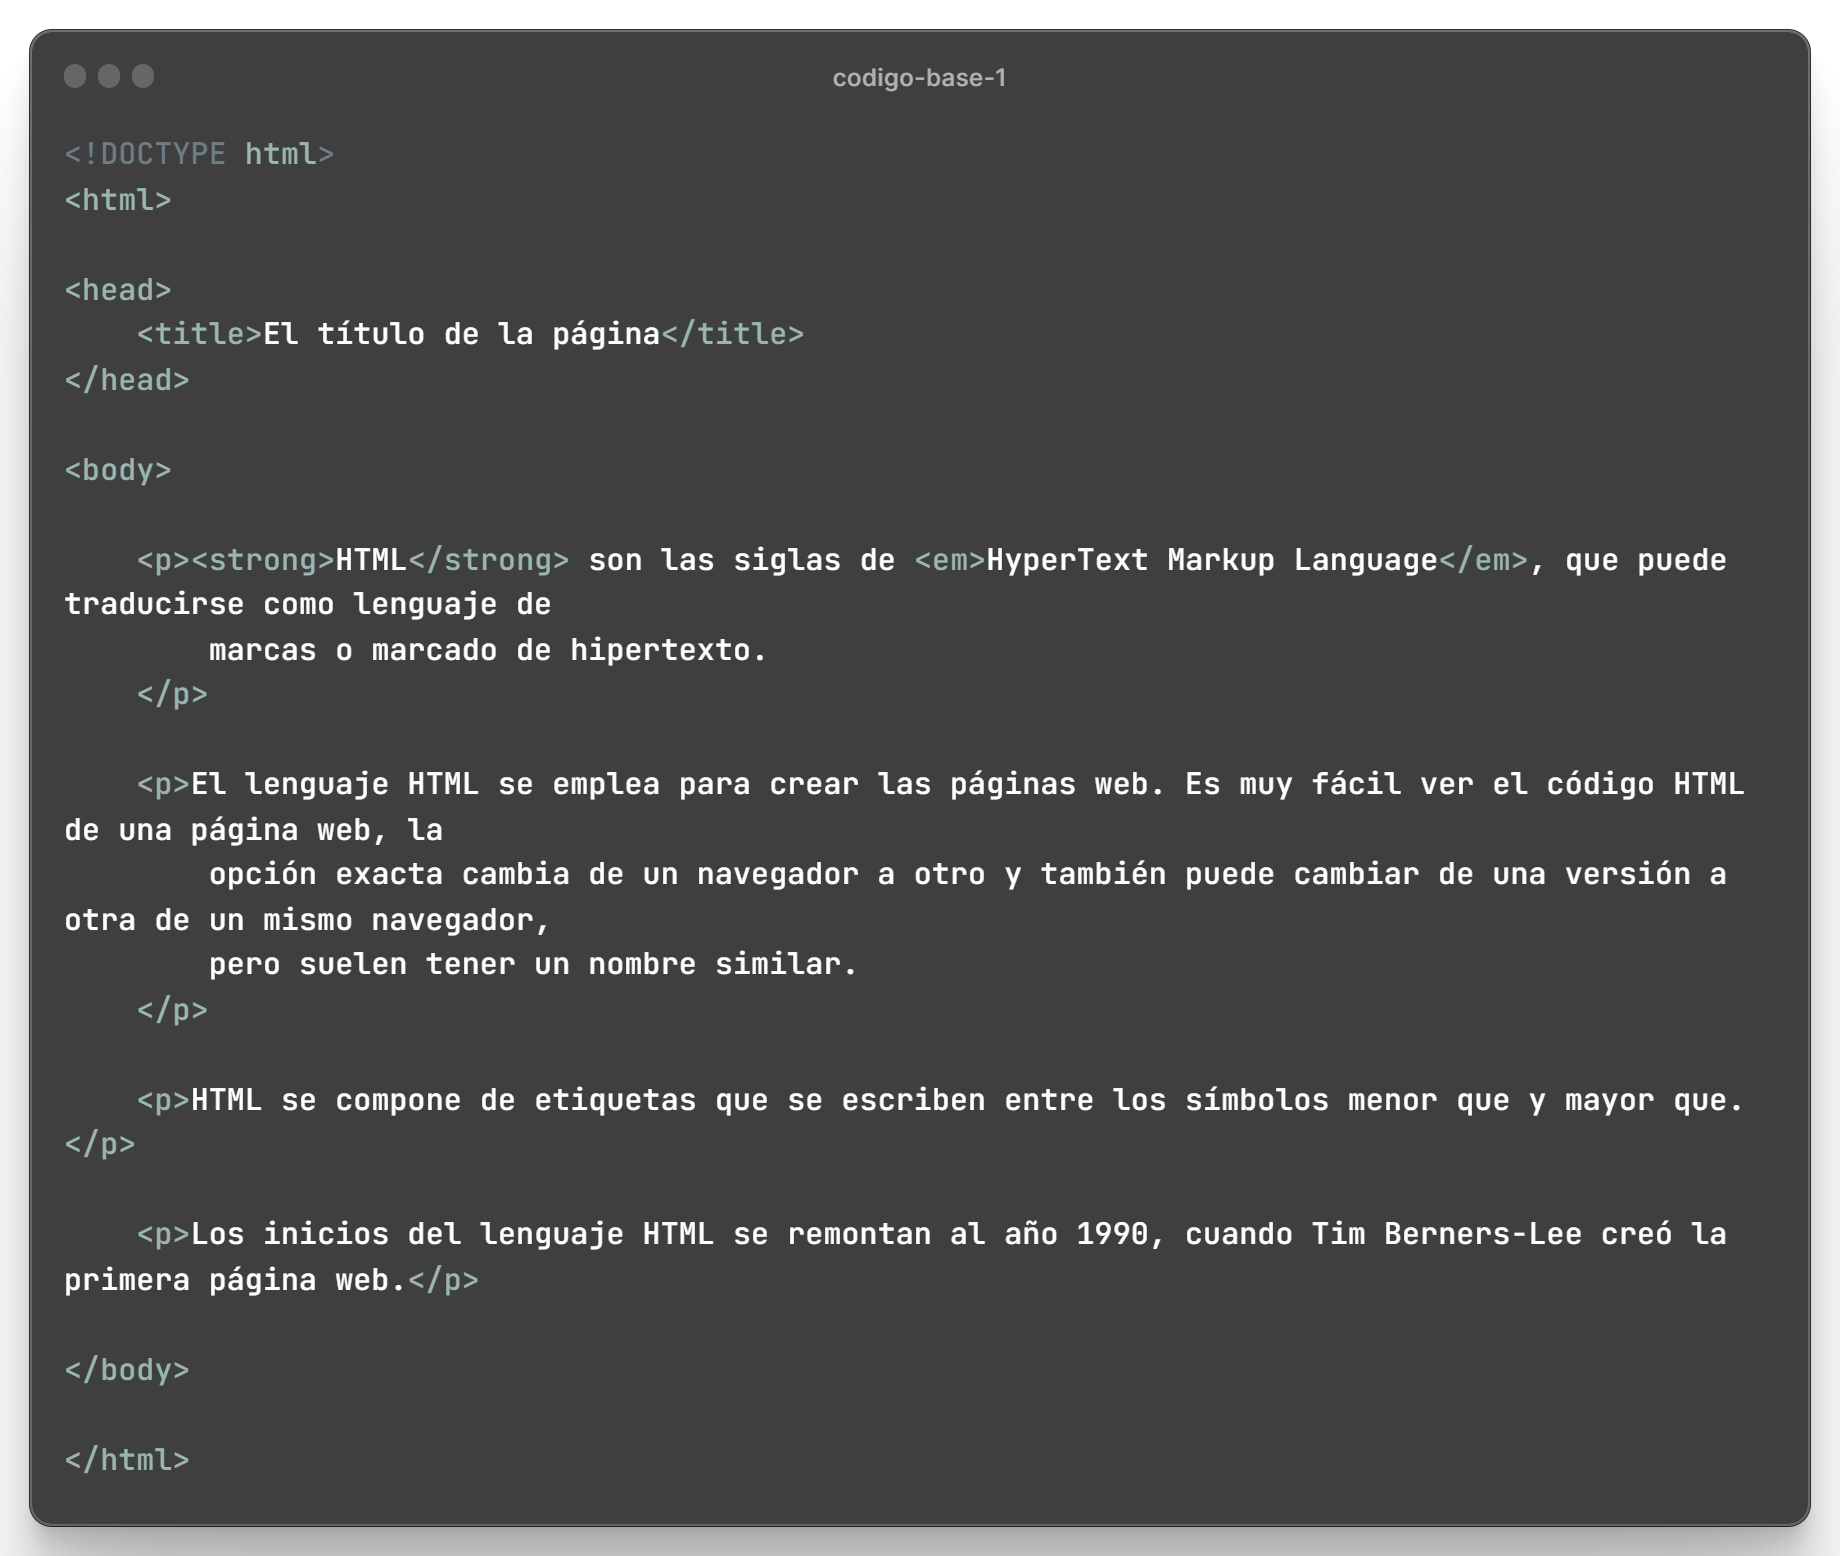 codigo-base-1
<!DOCTYPE html>
<html>
<head>
<title>El título de la página</title>
</head>
<body>
<p><strong>HTML</strong> son las siglas de <em>HyperText Markup Language</em>, que puede
traducirse como lenguaje de
marcas o marcado de hipertexto.
</p>
<p>El lenguaje HTML se emplea para crear las páginas web. Es muy fácil ver el código HTML
de una página web, la
opción exacta cambia de un navegador a otro y también puede cambiar de una versión a
otra de un mismo navegador,
pero suelen tener un nombre similar.
</p>
<p>HTML se compone de etiquetas que se escriben entre los símbolos menor que y mayor que.
</p>
<p>Los inicios del lenguaje HTML se remontan al año 1990, cuando Tim Berners-Lee creó la
primera página web.</p>
</body>
</html>